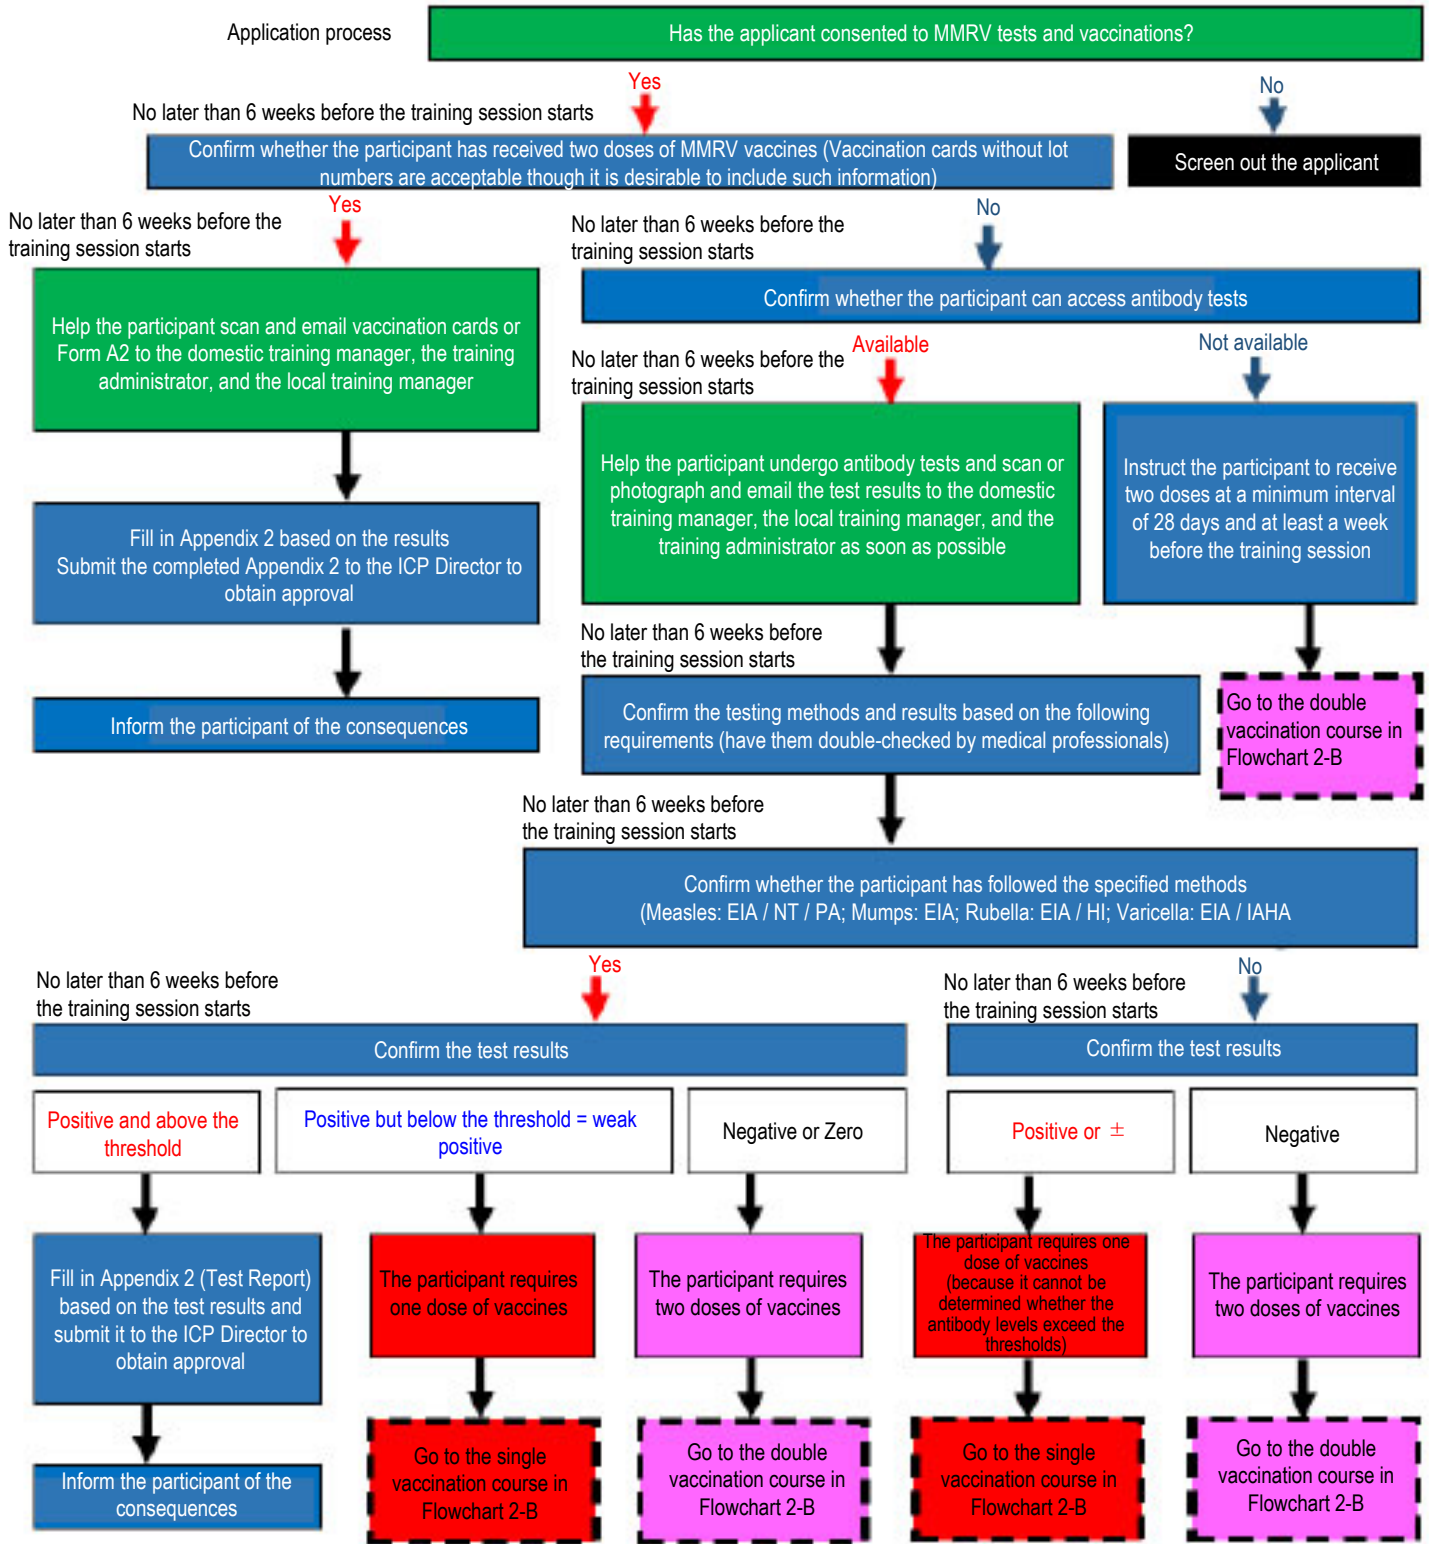 Application process
Has the applicant consented to MMRV tests and vaccinations?
Yes
No
No later than 6 weeks before the training session starts
Confirm whether the participant has received two doses of MMRV vaccines (Vaccination cards without lot
numbers are acceptable though it is desirable to include such information)
Screen out the applicant
Yes
No
No later than 6 weeks before the
training session starts
No later than 6 weeks before the
training session starts
Help the participant scan and email vaccination cards or
Form A2 to the domestic training manager, the training
administrator, and the local training manager
Confirm whether the participant can access antibody tests
No later than 6 weeks before the
training session starts
Available
Not available
Help the participant undergo antibody tests and scan or
photograph and email the test results to the domestic
training manager, the local training manager, and the
training administrator as soon as possible
Instruct the participant to receive
two doses at a minimum interval
of 28 days and at least a week
before the training session
Fill in Appendix 2 based on the results
Submit the completed Appendix 2 to the ICP Director to
obtain approval
No later than 6 weeks before
the training session starts
Inform the participant of the consequences
Confirm the testing methods and results based on the following
requirements (have them double-checked by medical professionals)
Go to the double
vaccination course in
Flowchart 2-B
No later than 6 weeks before
the training session starts
Confirm whether the participant has followed the specified methods
(Measles: EIA / NT / PA; Mumps: EIA; Rubella: EIA / HI; Varicella: EIA / IAHA
Yes
No
No later than 6 weeks before
the training session starts
No later than 6 weeks before
the training session starts
Confirm the test results
Confirm the test results
Positive and above the
threshold
Positive but below the threshold = weak
positive
Negative or Zero
Positive or ±
Negative
Fill in Appendix 2 (Test Report)
based on the test results and
submit it to the ICP Director to
obtain approval
The participant requires
one dose of vaccines
The participant requires
two doses of vaccines
The participant requires one
dose of vaccines
(because it cannot be
determined whether the
antibody levels exceed the
thresholds)
The participant requires
two doses of vaccines
Inform the participant of the
consequences
Go to the single
vaccination course in
Flowchart 2-B
Go to the double
vaccination course in
Flowchart 2-B
Go to the single
vaccination course in
Flowchart 2-B
Go to the double
vaccination course in
Flowchart 2-B